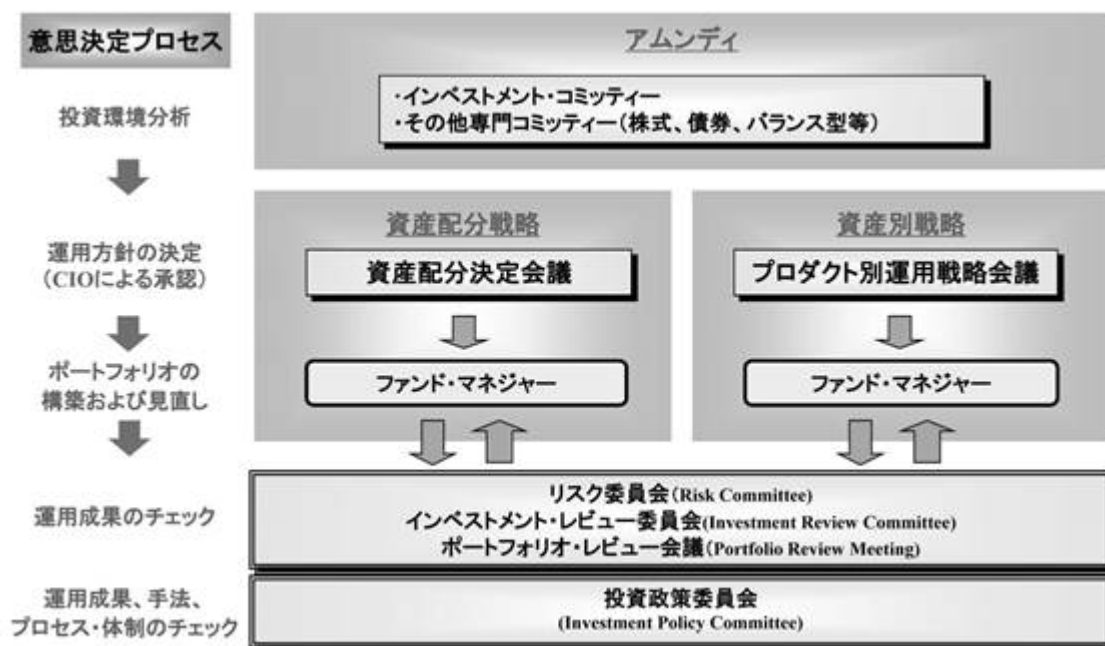 意思決定プロセス
アムンディ
投資環境分析
・インベストメント・コミッティー
・その他専門コミッティー(株式、債券、バランス型等)
資産配分戦略
資産別戦略
運用方針の決定
(CIOによる承認)
資産配分決定会議
プロダクト別運用戦略会議
ポートフォリオの
構築および見直し
ファンド・マネジャー
ファンド・マネジャー
運用成果のチェック
リスク委員会(Risk Committee)
インベストメント・レビュー委員会(Investment Review Committee)
ポートフォリオ・レビュー会議(Portfolio Review Meeting)
運用成果、手法、
プロセス・体制のチェック
投資政策委員会
(Investment Policy Committee)